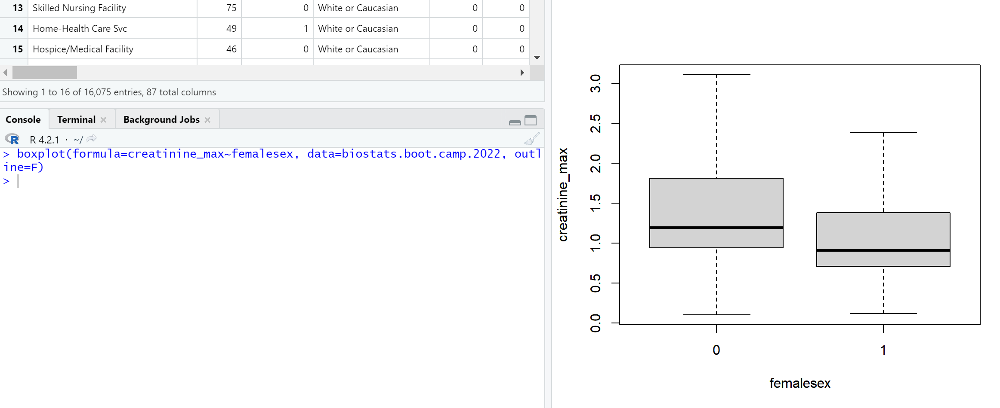 13 Skilled Nursing Facility 75 0 White or Caucasian 0 0
14 Home-Health Care Svc 49 1 White or Caucasian 0 0
15 Hospice/Medical Facility 46 0 White or Caucasian 0 0
Showing 1 to 16 of 16,075 entries, 87 total columns
Console Terminal Background Jobs
R R 4.2.1 · ~/
> boxplot(formula=creatinine_max~femalesex, data=biostats.boot.camp.2022, outl
ine=F)
>
creatinine_max
3.0
2.5
2.0
1.5
1.0
0.5
0.0
0 1
femalesex